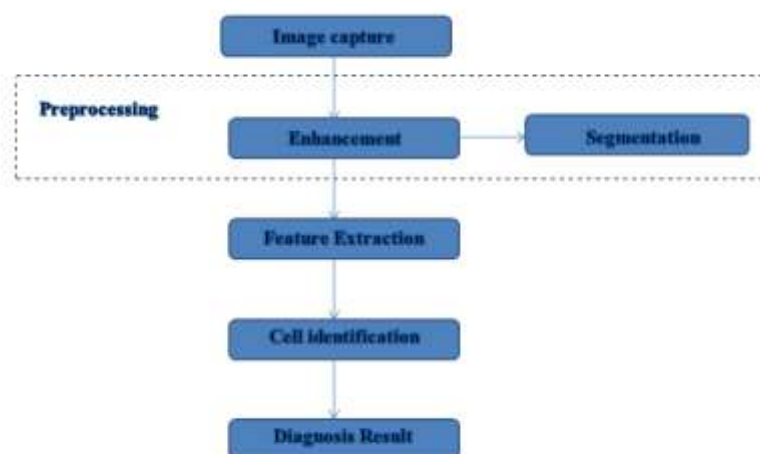 Image capture
Preprocessing
Enhancement
Segmentation
Feature Extraction
Cell identification
Diagnosis Result